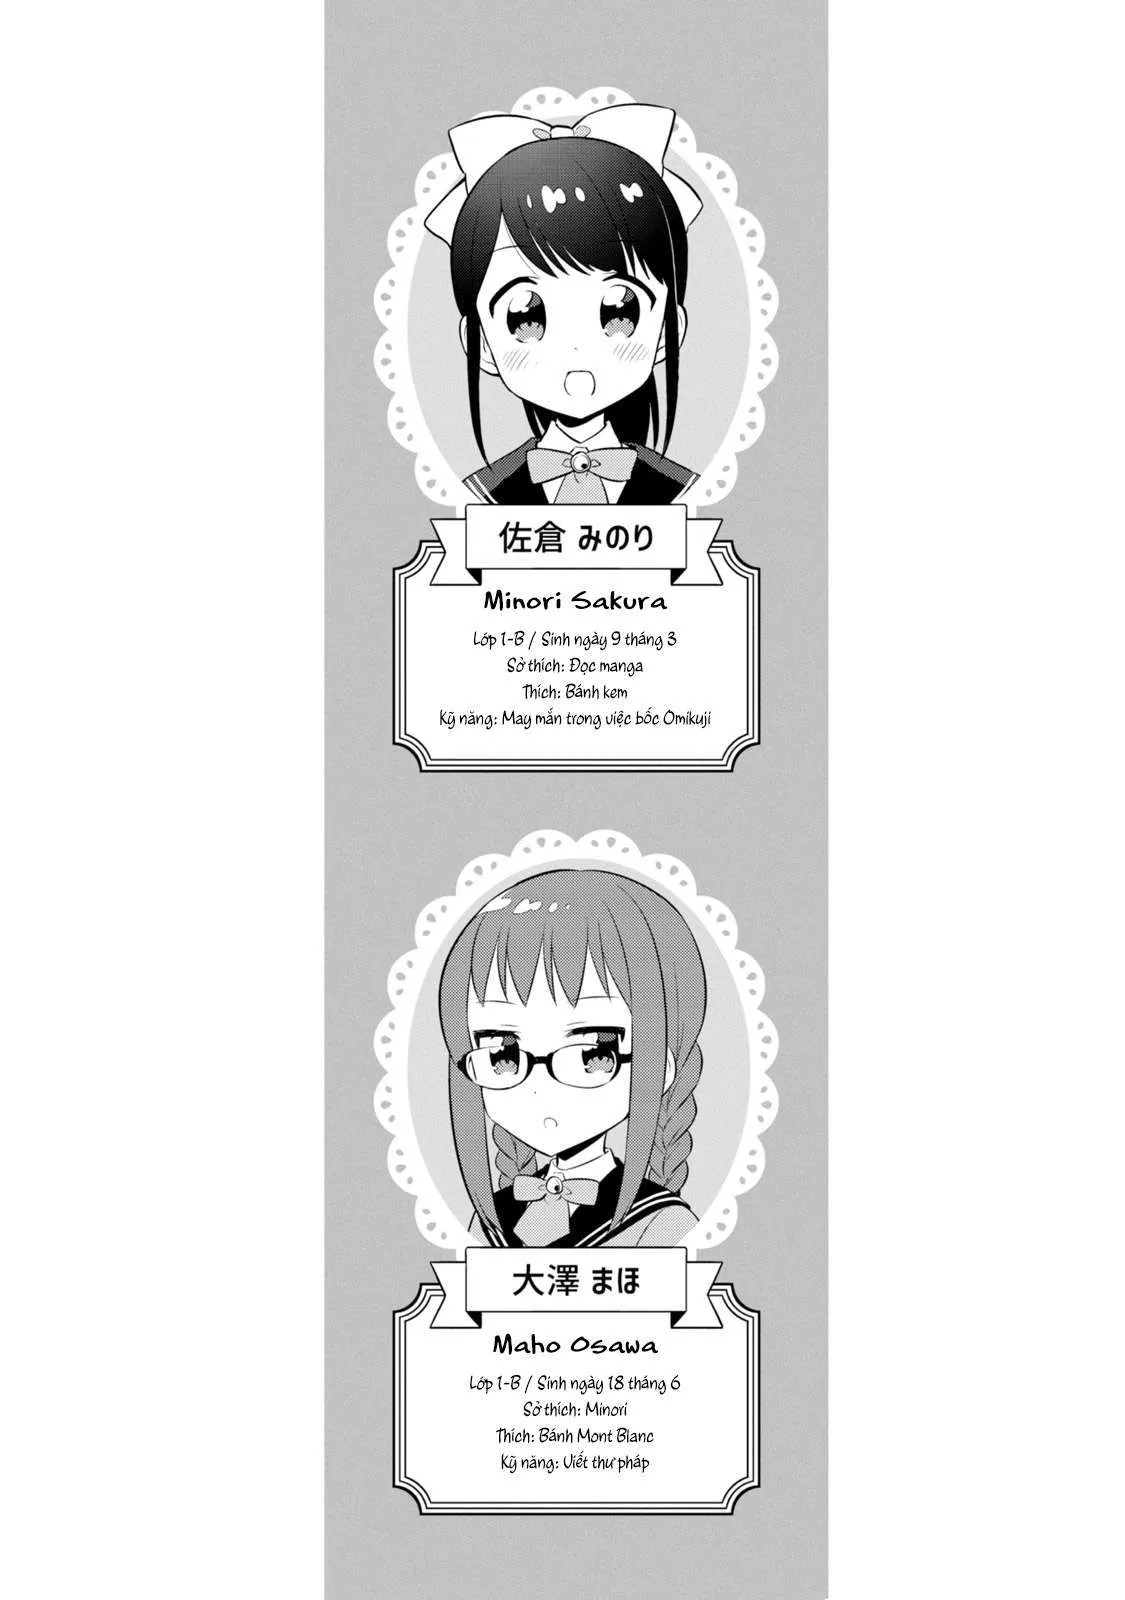 佐倉 みのり
Minori Sakura
Lớp 1-B / Sinh ngày 9 tháng 3
Sở thích: Đọc manga
Thích: Bánh kem
Kỹ năng: May mắn trong việc bốc Omikuji
大澤 まほ
Maho Osawa
Lớp 1-B / Sinh ngày 18 tháng 6
Sở thích: Minori
Thích: Bánh Mont Blanc
Kỹ năng: Viết thư pháp